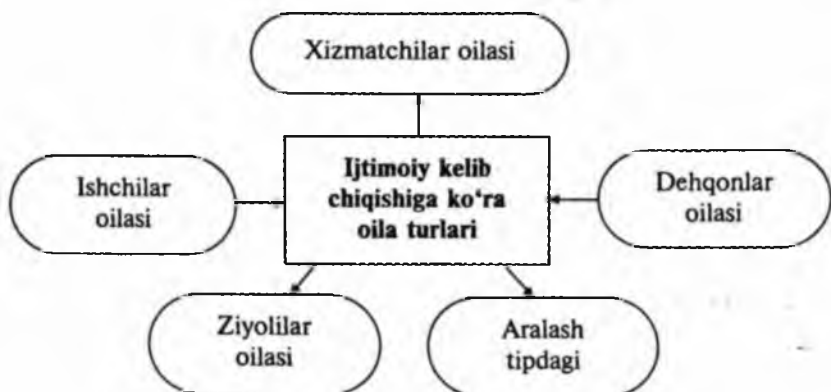 Xizmatchilar oilasi
Ishchilar
oilasi
Ijtimoiy kelib
chiqishiga ko‘ra
oila turlari
Dehqonlar
oilasi
Ziyolilar
oilasi
Aralash
tipdagi